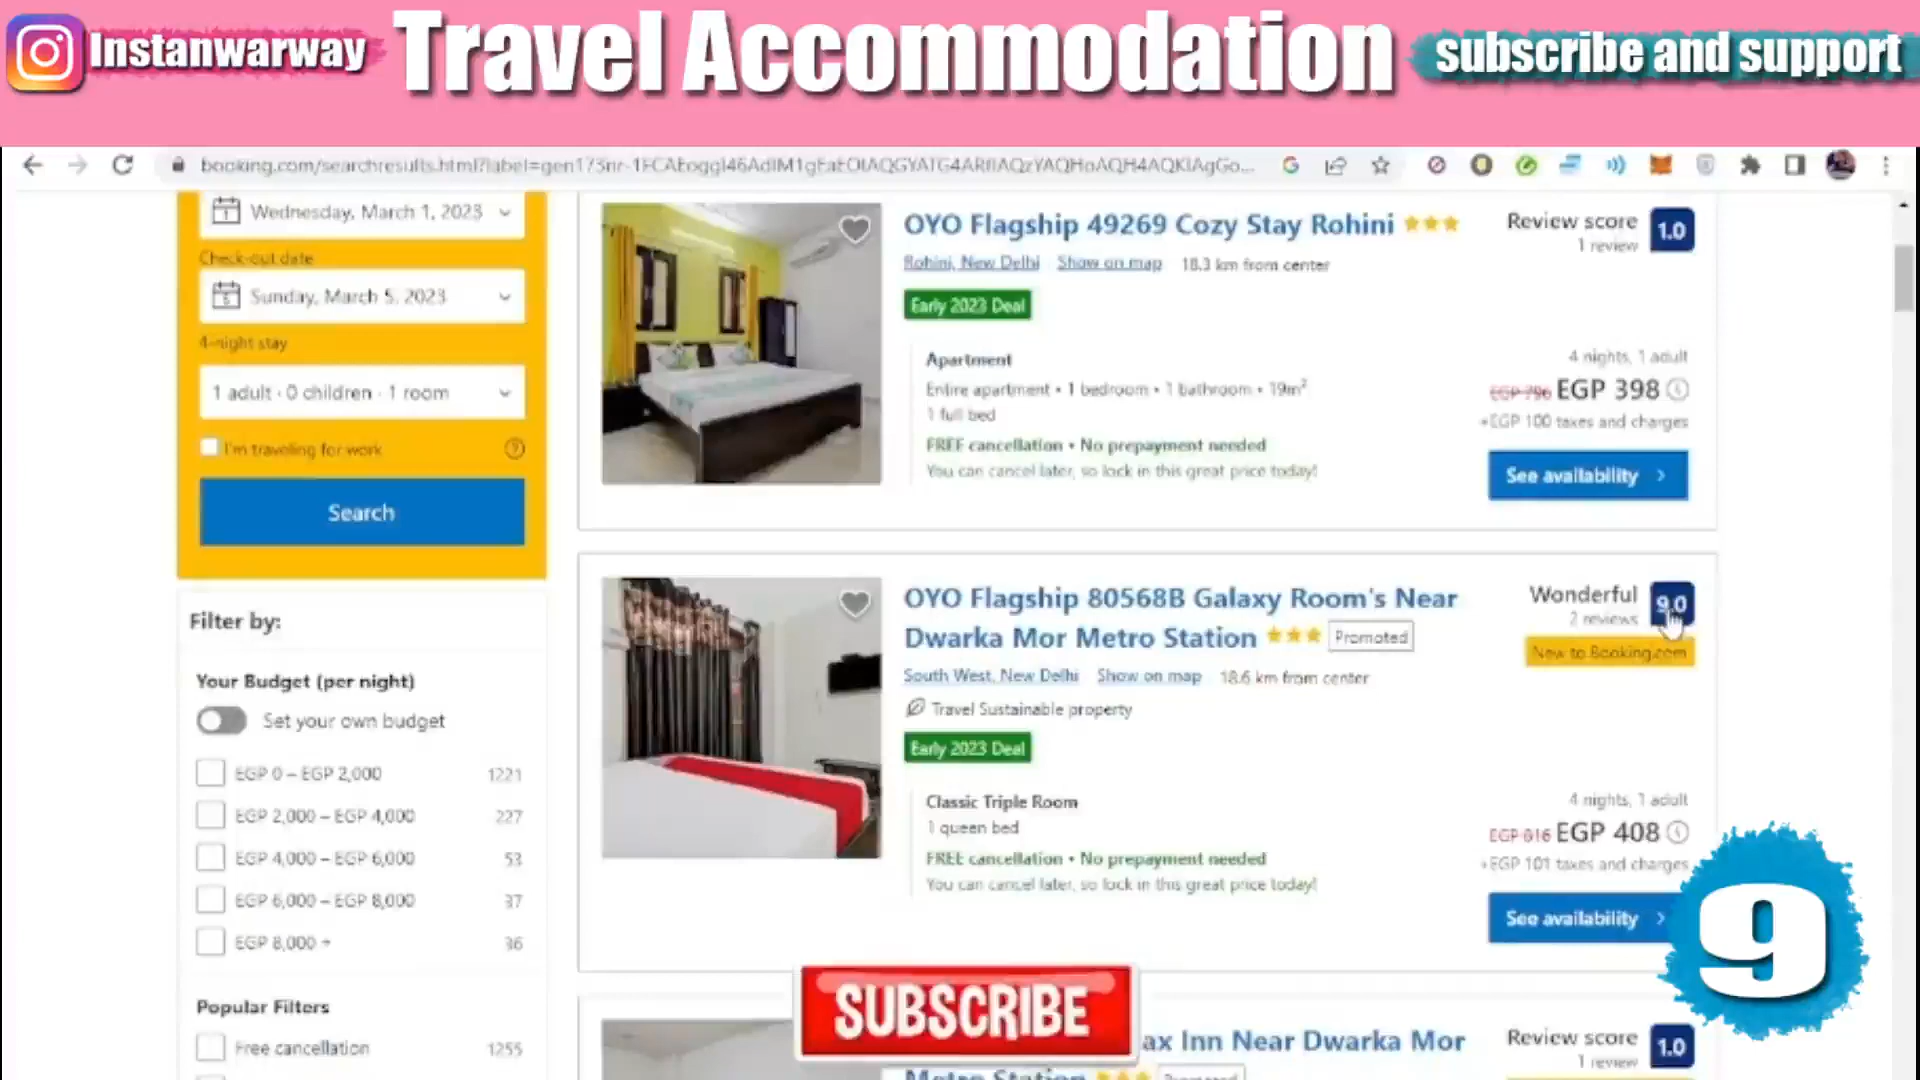 Instanwarway
Travel Accommodation
subscribe and support
Wednesday, March 1, 2023
Check-out date
Sunday, March 5, 2023
4-night stay
1 adult · 0 children · 1 room
I'm traveling for work
Search
Filter by:
Your Budget (per night)
Set your own budget
EGP 0 – EGP 2,000 1221
EGP 2,000 – EGP 4,000 227
EGP 4,000 – EGP 6,000 53
EGP 6,000 – EGP 8,000 37
EGP 8,000 + 36
Popular Filters
Free cancellation 1255
OYO Flagship 49269 Cozy Stay Rohini
Review score 1.0
1 review
Rohini, New Delhi Show on map 18.3 km from center
Early 2023 Deal
Apartment
Entire apartment • 1 bedroom • 1 bathroom • 19m²
1 full bed
FREE cancellation • No prepayment needed
You can cancel later, so lock in this great price today!
4 nights, 1 adult
EGP 796 EGP 398
+EGP 100 taxes and charges
See availability
OYO Flagship 80568B Galaxy Room's Near
Dwarka Mor Metro Station Promoted
Wonderful 9.0
2 reviews
New to Booking.com
South West, New Delhi Show on map 18.6 km from center
Travel Sustainable property
Early 2023 Deal
Classic Triple Room
1 queen bed
FREE cancellation • No prepayment needed
You can cancel later, so lock in this great price today!
4 nights, 1 adult
EGP 816 EGP 408
+EGP 101 taxes and charges
See availability
9
SUBSCRIBE
ax Inn Near Dwarka Mor
Metro Station Promoted
Review score 1.0
1 review